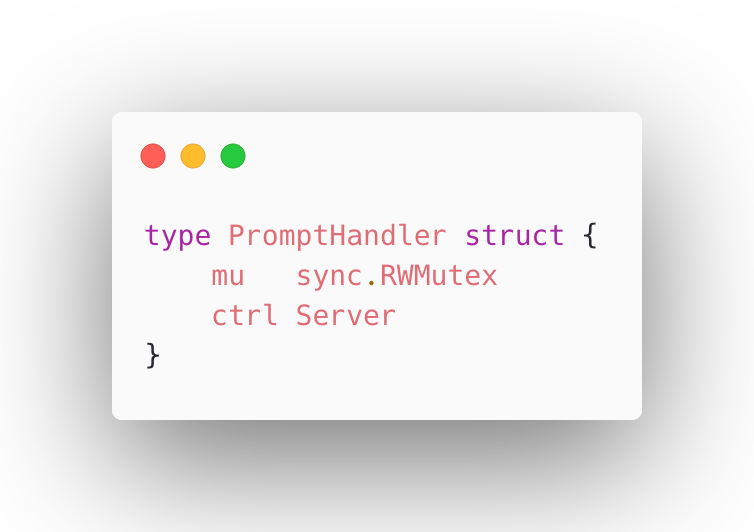 type PromptHandler struct {
    mu   sync.RWMutex
    ctrl Server
}